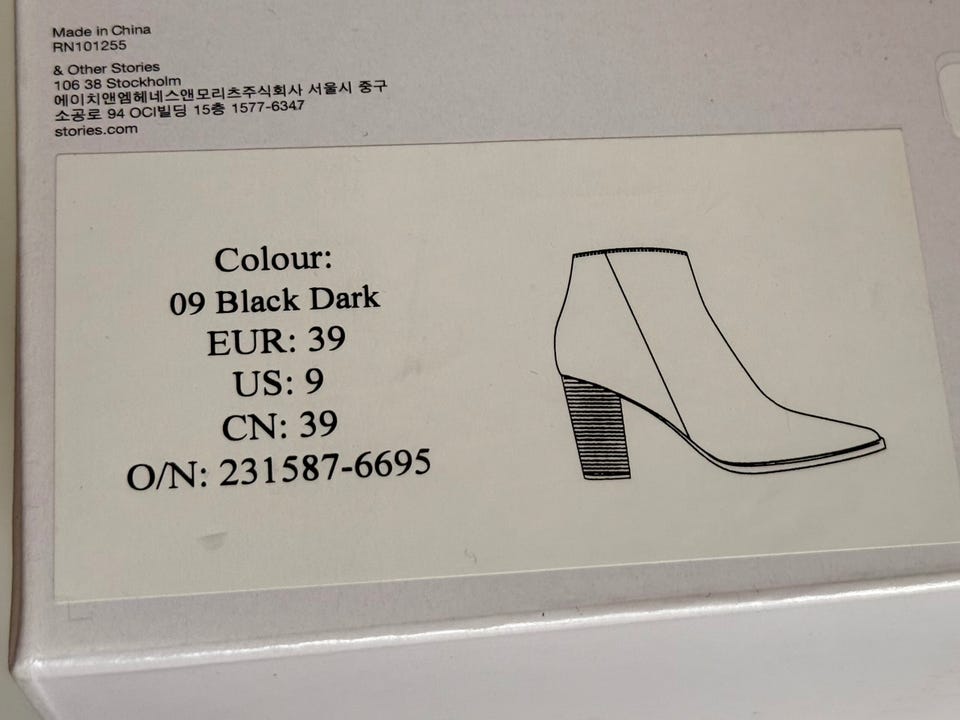 Made in China
RN101255
& Other Stories
106 38 Stockholm
에이치앤엠헤네스앤모리츠주식회사 서울시 중구
소공로 94 OCI빌딩 15층 1577-6347
stories.com
Colour:
09 Black Dark
EUR: 39
US: 9
CN: 39
O/N: 231587-6695